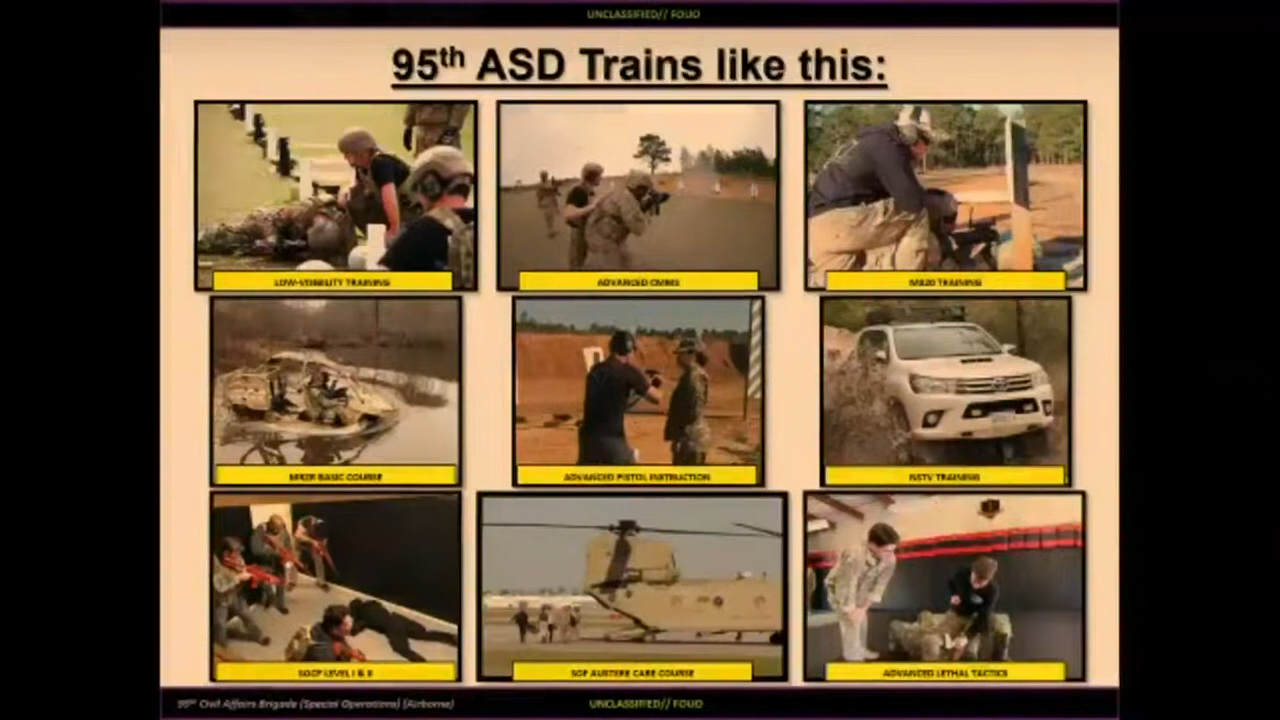 UNCLASSIFIED// FOUO
95th ASD Trains like this:
LOW-VISIBILITY TRAINING
ADVANCED
M320 TRAINING
BASIC COURSE
ADVANCED PISTOL INSTRUCTION
NSTV TRAINING
LEVEL I & II
SOF AUSTERE CARE COURSE
ADVANCED LETHAL TACTICS
95th Civil Affairs Brigade (Special Operations) (Airborne)
UNCLASSIFIED// FOUO